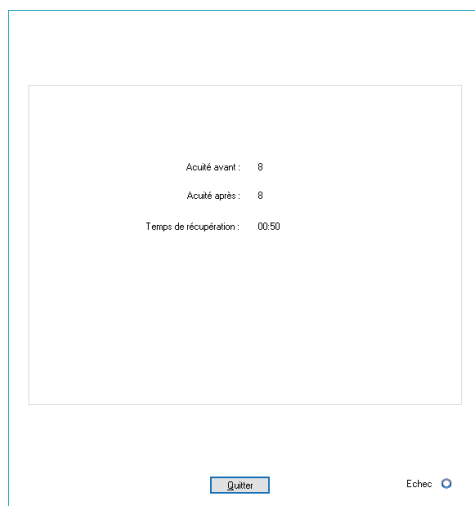 Acuité avant : 8
Acuité après : 8
Temps de récupération : 00:50
Quitter
Echec